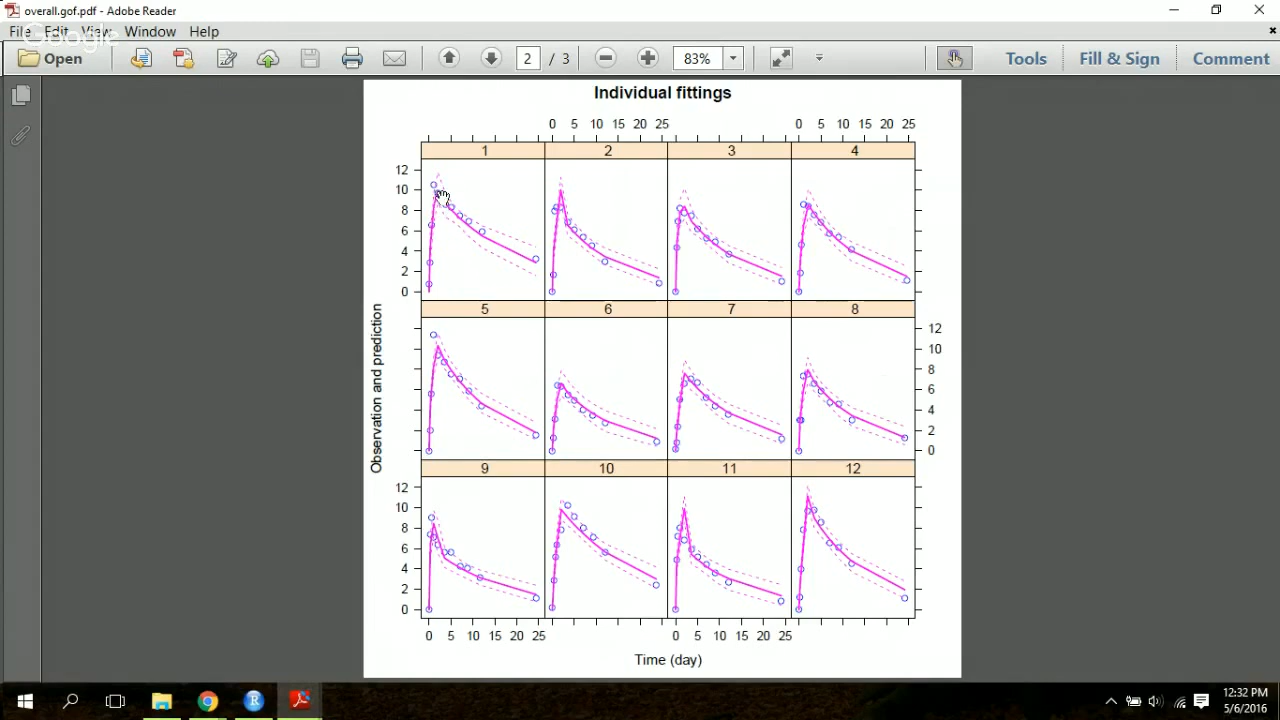 overall.gof.pdf - Adobe Reader
File Edit View Window Help
Google
Open 2 / 3 83% Tools Fill & Sign Comment
Individual fittings
0 5 10 15 20 25 0 5 10 15 20 25
1 2 3 4
12
10
8
6
4
2
0
5 6 7 8
12
10
8
6
4
2
0
9 10 11 12
12
10
8
6
4
2
0
0 5 10 15 20 25 0 5 10 15 20 25
Observation and prediction
Time (day)
12:32 PM
5/6/2016